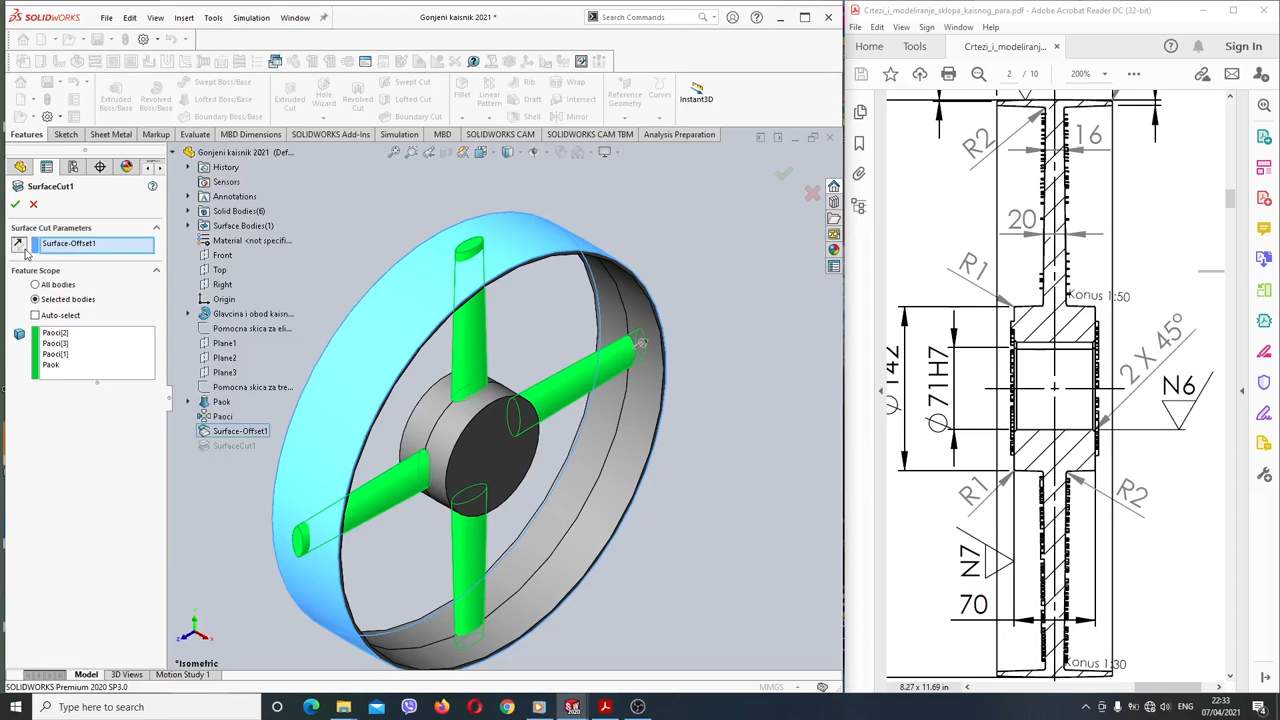 SOLIDWORKS
File
Edit
View
Insert
Tools
Simulation
Window
Gonjeni kaisnik 2021 *
Search Commands
Extruded Boss/Base
Revolved Boss/Base
Swept Boss/Base
Lofted Boss/Base
Boundary Boss/Base
Extruded Cut
Hole Wizard
Revolved Cut
Swept Cut
Lofted Cut
Boundary Cut
Fillet
Linear Pattern
Rib
Draft
Shell
Wrap
Intersect
Mirror
Reference Geometry
Curves
Instant3D
Features
Sketch
Sheet Metal
Markup
Evaluate
MBD Dimensions
SOLIDWORKS Add-Ins
Simulation
MBD
SOLIDWORKS CAM
SOLIDWORKS CAM TBM
Analysis Preparation
SurfaceCut1
Surface Cut Parameters
Surface-Offset1
Feature Scope
All bodies
Selected bodies
Auto-select
Paoci[2]
Paoci[3]
Paoci[1]
Paok
Gonjeni kaisnik 2021 (Def...
History
Sensors
Annotations
Solid Bodies(6)
Surface Bodies(1)
Material <not specifi...
Front
Top
Right
Origin
Glavcina i obod kaisn...
Pomocna skica za eli...
Plane1
Plane2
Plane3
Pomocna skica za tre...
Paok
Paoci
Surface-Offset1
SurfaceCut1
Y
Z
X
*Isometric
Model
3D Views
Motion Study 1
SOLIDWORKS Premium 2020 SP3.0
MMGS
Crtezi_i_modeliranje_sklopa_kaisnog_para.pdf - Adobe Acrobat Reader DC (32-bit)
File
Edit
View
Sign
Window
Help
Home
Tools
Crtezi_i_modeliranj...
Sign In
2 / 10
200%
R2
16
20
R1
Konus 1:50
Ø 142
Ø 71H7
2 X 45°
N6
R1
R2
N7
70
Konus 1:30
8.27 x 11.69 in
Type here to search
ENG
22:33
07/04/2021